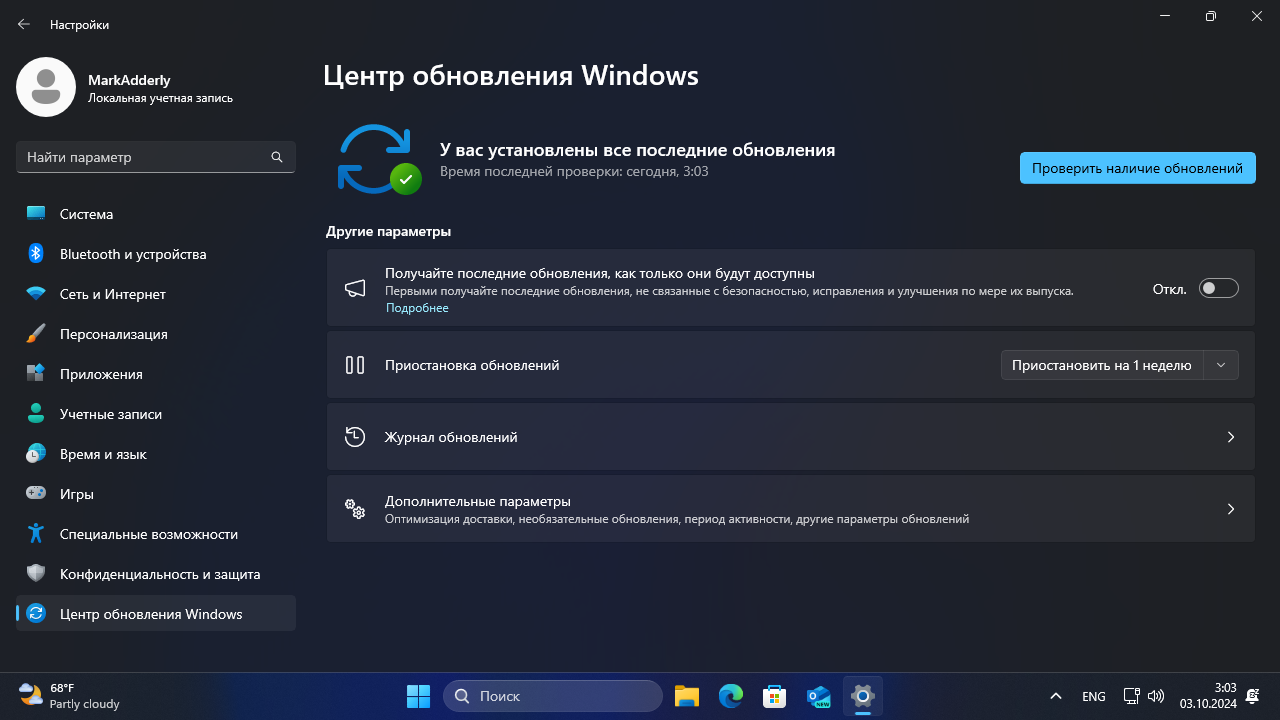 Настройки
MarkAdderly
Локальная учетная запись
Найти параметр
Система
Bluetooth и устройства
Сеть и Интернет
Персонализация
Приложения
Учетные записи
Время и язык
Игры
Специальные возможности
Конфиденциальность и защита
Центр обновления Windows
Центр обновления Windows
У вас установлены все последние обновления
Время последней проверки: сегодня, 3:03
Проверить наличие обновлений
Другие параметры
Получайте последние обновления, как только они будут доступны
Первыми получайте последние обновления, не связанные с безопасностью, исправления и улучшения по мере их выпуска.
Подробнее
Откл.
Приостановка обновлений
Приостановить на 1 неделю
Журнал обновлений
Дополнительные параметры
Оптимизация доставки, необязательные обновления, период активности, другие параметры обновлений
68°F
Partly cloudy
Поиск
NEW
ENG
3:03
03.10.2024